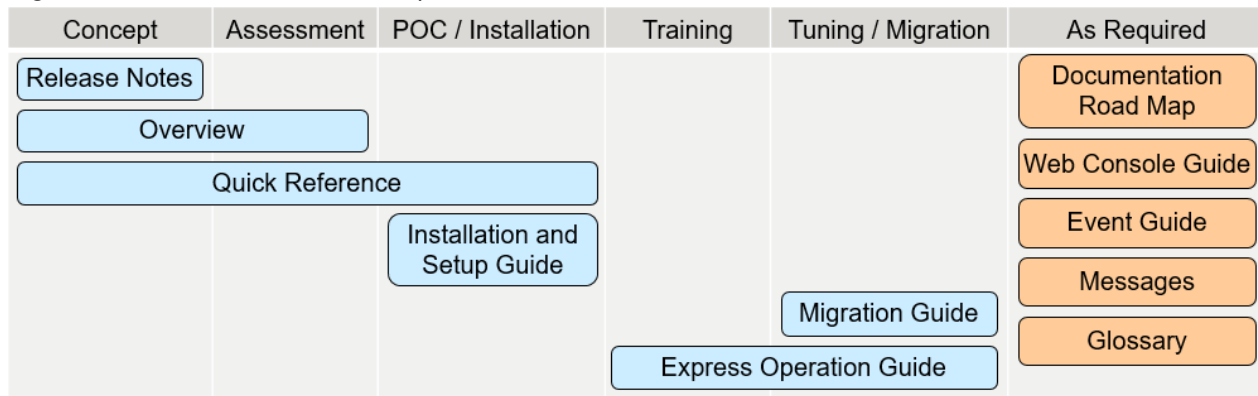 Concept
Assessment
POC / Installation
Training
Tuning / Migration
As Required
Release Notes
Overview
Quick Reference
Installation and
Setup Guide
Migration Guide
Express Operation Guide
Documentation
Road Map
Web Console Guide
Event Guide
Messages
Glossary